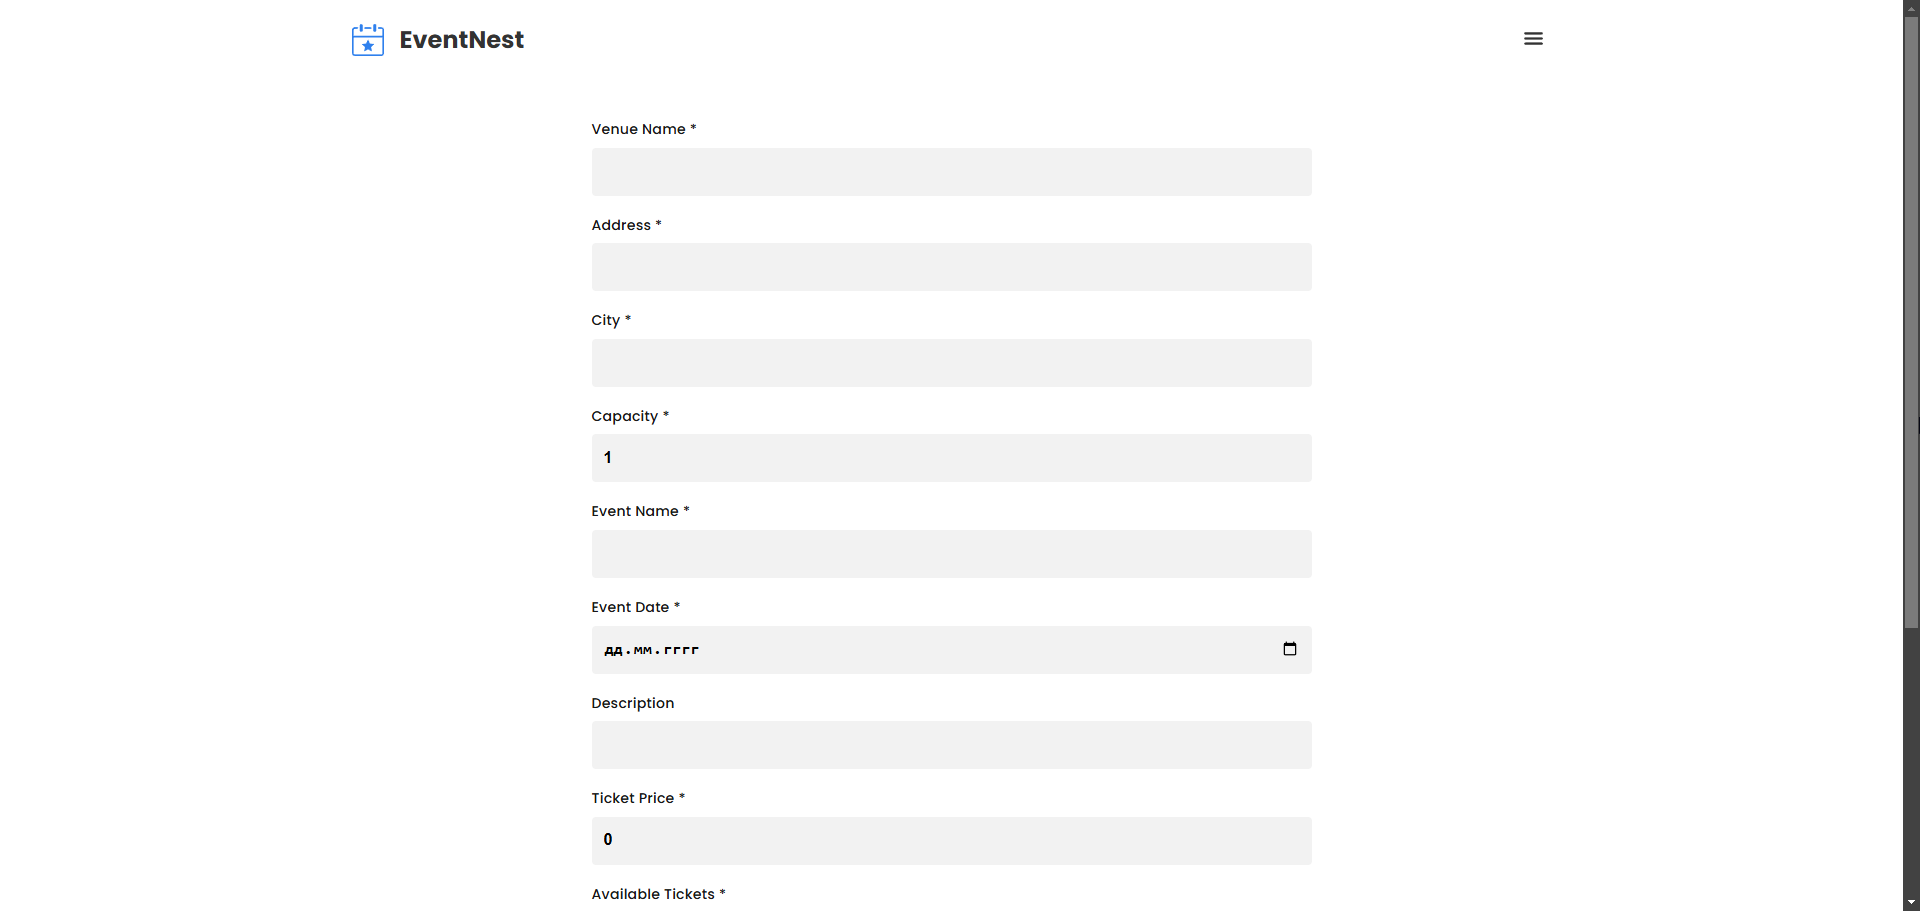 EventNest
Venue Name *
Address *
City *
Capacity *
1
Event Name *
Event Date *
дд.мм.гггг
Description
Ticket Price *
0
Available Tickets *